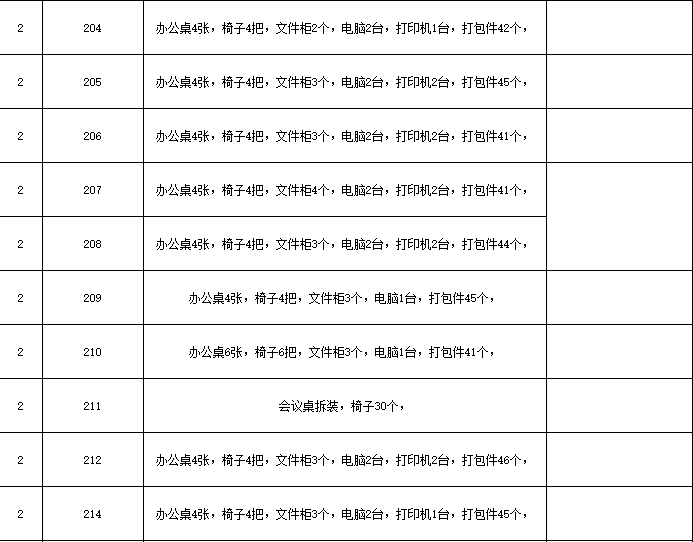 2 204 办公桌4张，椅子4把，文件柜2个，电脑2台，打印机1台，打包件42个，
2 205 办公桌4张，椅子4把，文件柜3个，电脑2台，打印机2台，打包件45个，
2 206 办公桌4张，椅子4把，文件柜3个，电脑2台，打印机2台，打包件41个，
2 207 办公桌4张，椅子4把，文件柜4个，电脑2台，打印机2台，打包件41个，
2 208 办公桌4张，椅子4把，文件柜3个，电脑2台，打印机2台，打包件44个，
2 209 办公桌4张，椅子4把，文件柜3个，电脑1台，打包件45个，
2 210 办公桌6张，椅子6把，文件柜3个，电脑1台，打包件41个，
2 211 会议桌拆装，椅子30个，
2 212 办公桌4张，椅子4把，文件柜3个，电脑2台，打印机2台，打包件46个，
2 214 办公桌4张，椅子4把，文件柜3个，电脑2台，打印机1台，打包件45个，